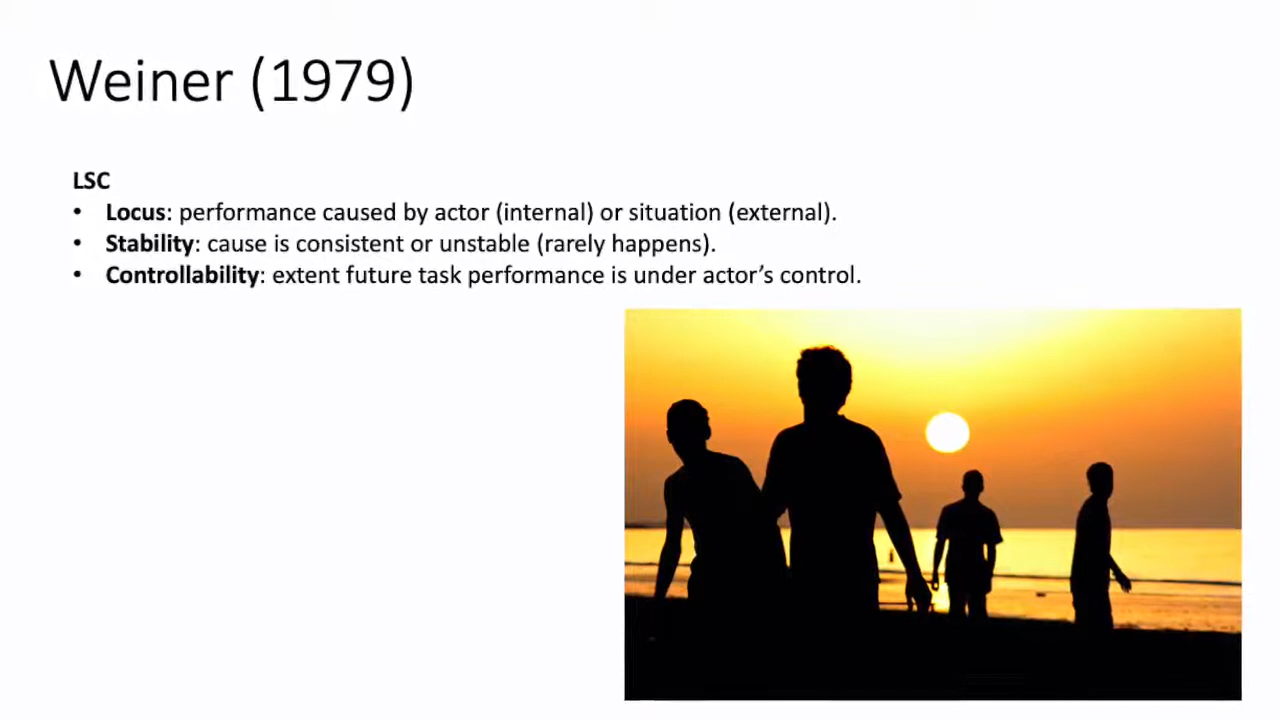 Weiner (1979)
LSC
• Locus: performance caused by actor (internal) or situation (external).
• Stability: cause is consistent or unstable (rarely happens).
• Controllability: extent future task performance is under actor’s control.